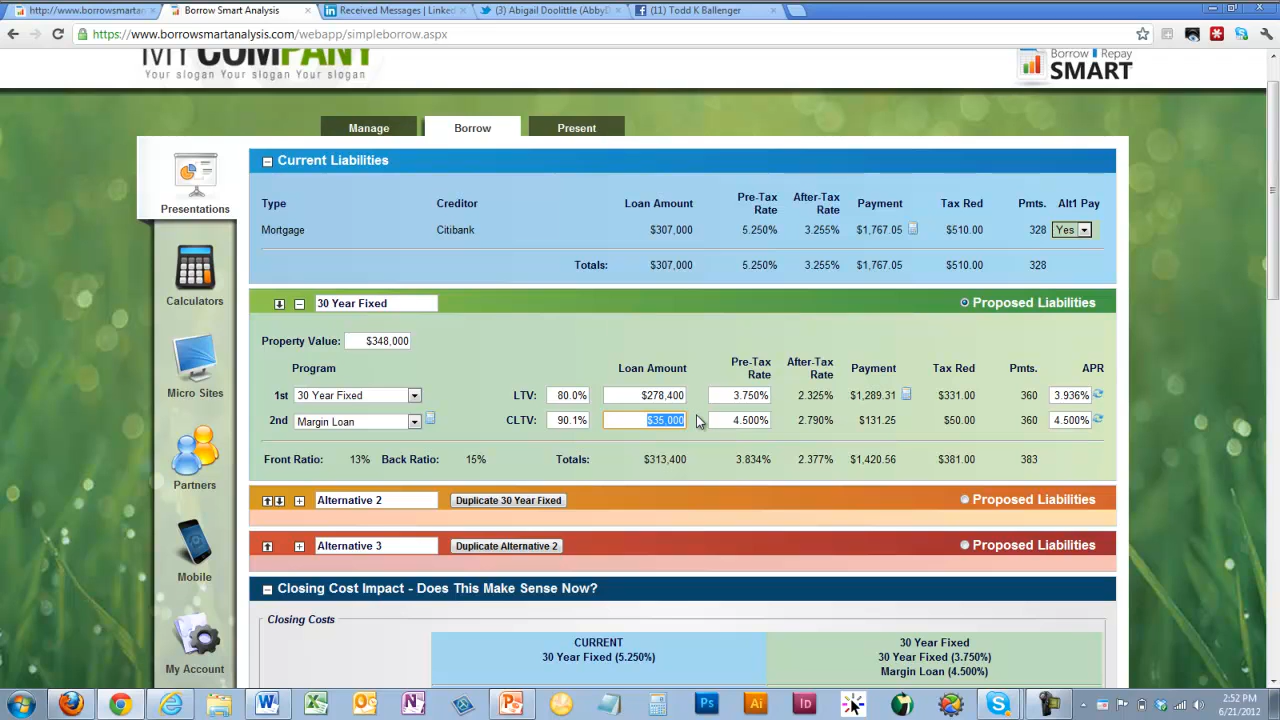 http://www.borrowsmartan
Borrow Smart Analysis
Received Messages | Linked
(3) Abigail Doolittle (AbbyD
(11) Todd K Ballenger
https://www.borrowsmartanalysis.com/webapp/simpleborrow.aspx
MY COMPANY
Your slogan Your slogan Your slogan
Borrow Repay
SMART
Manage
Borrow
Present
Presentations
Calculators
Micro Sites
Partners
Mobile
My Account
Current Liabilities
Type Creditor Loan Amount Pre-Tax Rate After-Tax Rate Payment Tax Red Pmts. Alt1 Pay
Mortgage Citibank $307,000 5.250% 3.255% $1,767.05 $510.00 328 Yes
Totals: $307,000 5.250% 3.255% $1,767.05 $510.00 328
30 Year Fixed Proposed Liabilities
Property Value: $348,000
Program Loan Amount Pre-Tax Rate After-Tax Rate Payment Tax Red Pmts. APR
1st 30 Year Fixed LTV: 80.0% $278,400 3.750% 2.325% $1,289.31 $331.00 360 3.936%
2nd Margin Loan CLTV: 90.1% $35,000 4.500% 2.790% $131.25 $50.00 360 4.500%
Front Ratio: 13% Back Ratio: 15% Totals: $313,400 3.834% 2.377% $1,420.56 $381.00 383
Alternative 2 Duplicate 30 Year Fixed Proposed Liabilities
Alternative 3 Duplicate Alternative 2 Proposed Liabilities
Closing Cost Impact - Does This Make Sense Now?
Closing Costs
CURRENT
30 Year Fixed (5.250%)
30 Year Fixed
30 Year Fixed (3.750%)
Margin Loan (4.500%)
2:52 PM
6/21/2012